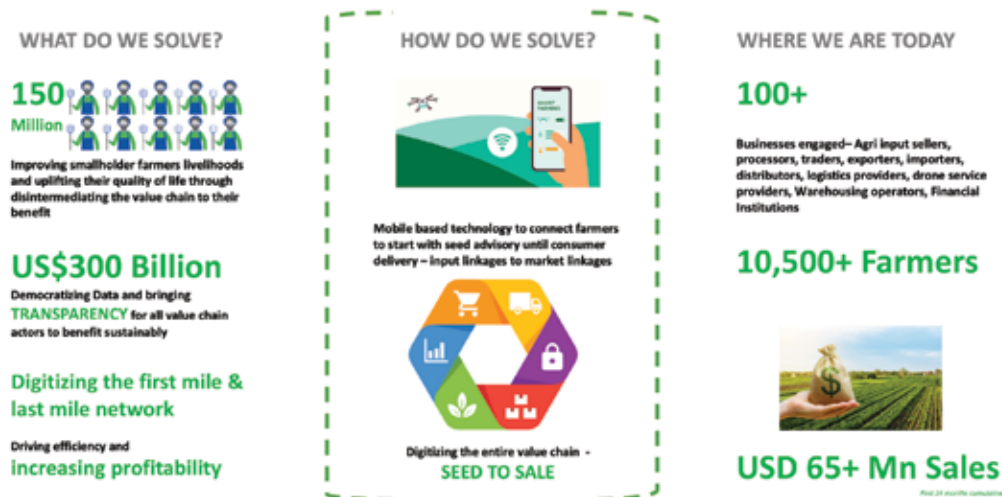 WHAT DO WE SOLVE?
150
Million
Improving smallholder farmers livelihoods
and uplifting their quality of life through
disintermediating the value chain to their
benefit
US$300 Billion
Democratizing Data and bringing
TRANSPARENCY for all value chain
actors to benefit sustainably
Digitizing the first mile &
last mile network
Driving efficiency and
increasing profitability
HOW DO WE SOLVE?
SMART
FARMING
Mobile based technology to connect farmers
to start with seed advisory until consumer
delivery – input linkages to market linkages
Digitizing the entire value chain -
SEED TO SALE
WHERE WE ARE TODAY
100+
Businesses engaged– Agri input sellers,
processors, traders, exporters, importers,
distributors, logistics providers, drone service
providers, Warehousing operators, Financial
Institutions
10,500+ Farmers
$
USD 65+ Mn Sales
Past 24 months cumulative